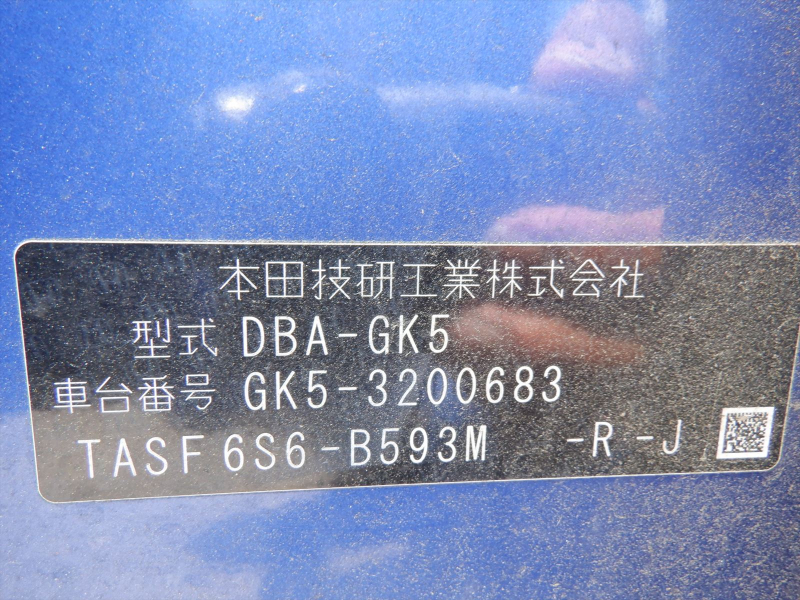 本田技研工業株式会社
型式 DBA-GK5
車台番号 GK5-3200683
TASF6S6-B593M -R -J